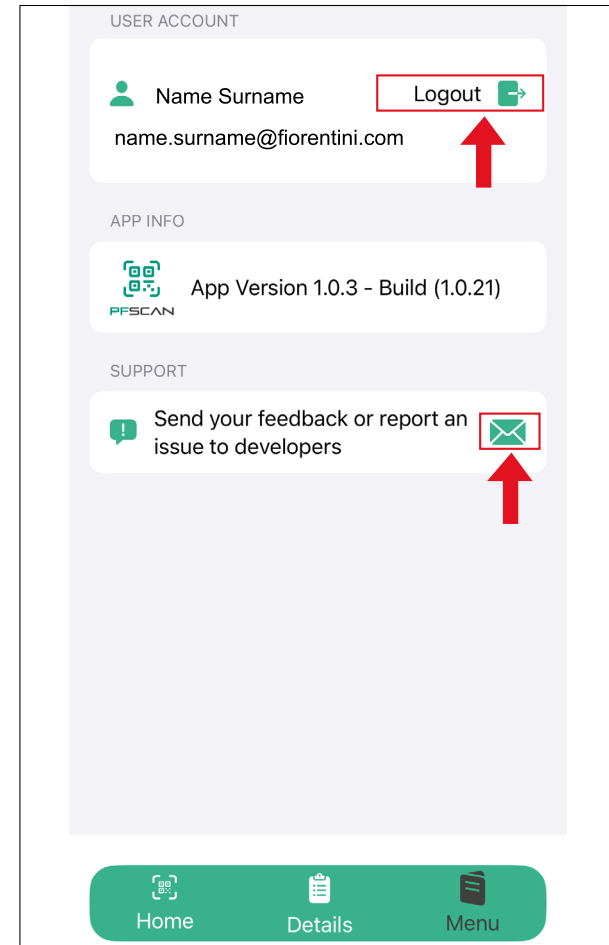 USER ACCOUNT
Name Surname
Logout
name.surname@fiorentini.com
APP INFO
App Version 1.0.3 - Build (1.0.21)
PFSCAN
SUPPORT
Send your feedback or report an
issue to developers
Home
Details
Menu